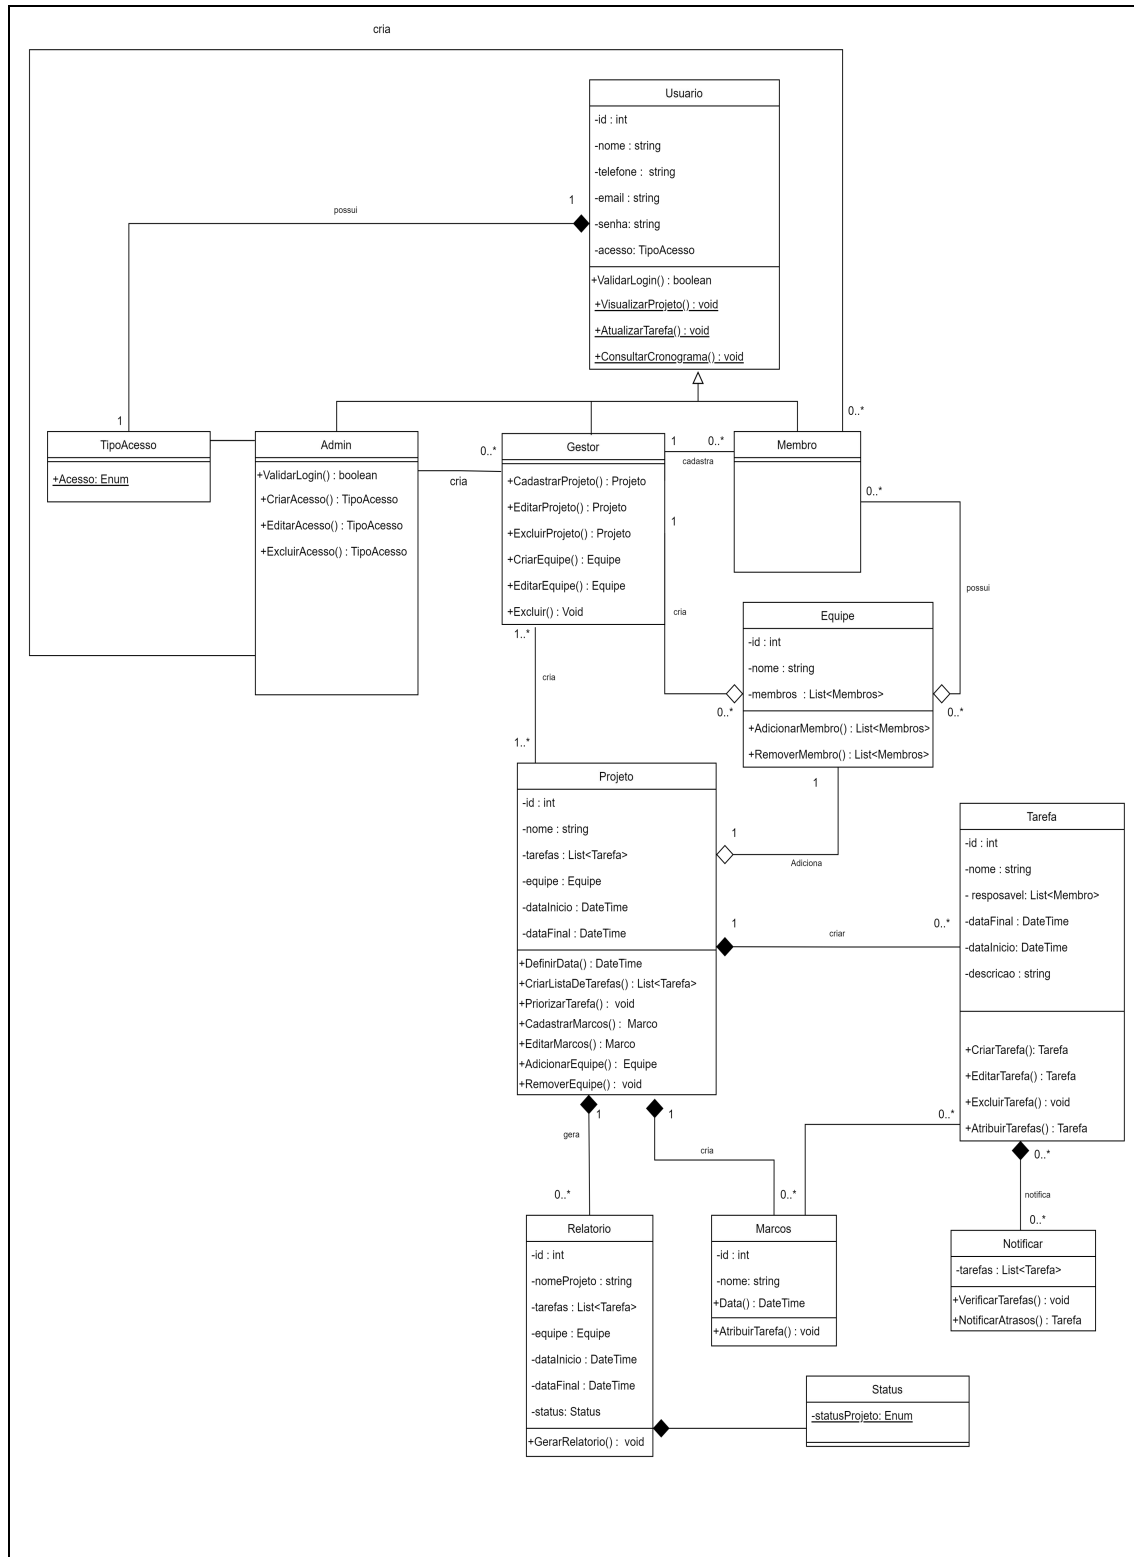 cria
Usuario
-id : int
-nome : string
-telefone :  string
-email : string
-senha: string
-acesso: TipoAcesso
+ValidarLogin() : boolean
+VisualizarProjeto() : void
+AtualizarTarefa() : void
+ConsultarCronograma() : void
1
possui
1
0..*
TipoAcesso
+Acesso: Enum
Admin
+ValidarLogin() : boolean
+CriarAcesso() : TipoAcesso
+EditarAcesso() : TipoAcesso
+ExcluirAcesso() : TipoAcesso
0..*
cria
Gestor
+CadastrarProjeto() : Projeto
+EditarProjeto() : Projeto
+ExcluirProjeto() : Projeto
+CriarEquipe() : Equipe
+EditarEquipe() : Equipe
+Excluir() : Void
1
0..*
cadastra
Membro
0..*
1
possui
cria
Equipe
-id : int
-nome : string
-membros  : List<Membros>
+AdicionarMembro() : List<Membros>
+RemoverMembro() : List<Membros>
0..*
0..*
1..*
cria
1..*
1
Projeto
-id : int
-nome : string
-tarefas : List<Tarefa>
-equipe : Equipe
-dataInicio : DateTime
-dataFinal : DateTime
+DefinirData() : DateTime
+CriarListaDeTarefas() : List<Tarefa>
+PriorizarTarefa() :  void
+CadastrarMarcos() :  Marco
+EditarMarcos() : Marco
+AdicionarEquipe() :  Equipe
+RemoverEquipe() :  void
1
Adiciona
1
criar
0..*
Tarefa
-id : int
-nome : string
- resposavel: List<Membro>
-dataFinal : DateTime
-dataInicio: DateTime
-descricao : string
+CriarTarefa(): Tarefa
+EditarTarefa() : Tarefa
+ExcluirTarefa() : void
+AtribuirTarefas() : Tarefa
1
gera
0..*
1
cria
0..*
0..*
0..*
notifica
0..*
Relatorio
-id : int
-nomeProjeto : string
-tarefas : List<Tarefa>
-equipe : Equipe
-dataInicio : DateTime
-dataFinal : DateTime
-status: Status
+GerarRelatorio() :  void
Marcos
-id : int
-nome: string
+Data() : DateTime
+AtribuirTarefa() : void
Notificar
-tarefas : List<Tarefa>
+VerificarTarefas() : void
+NotificarAtrasos() : Tarefa
Status
-statusProjeto: Enum